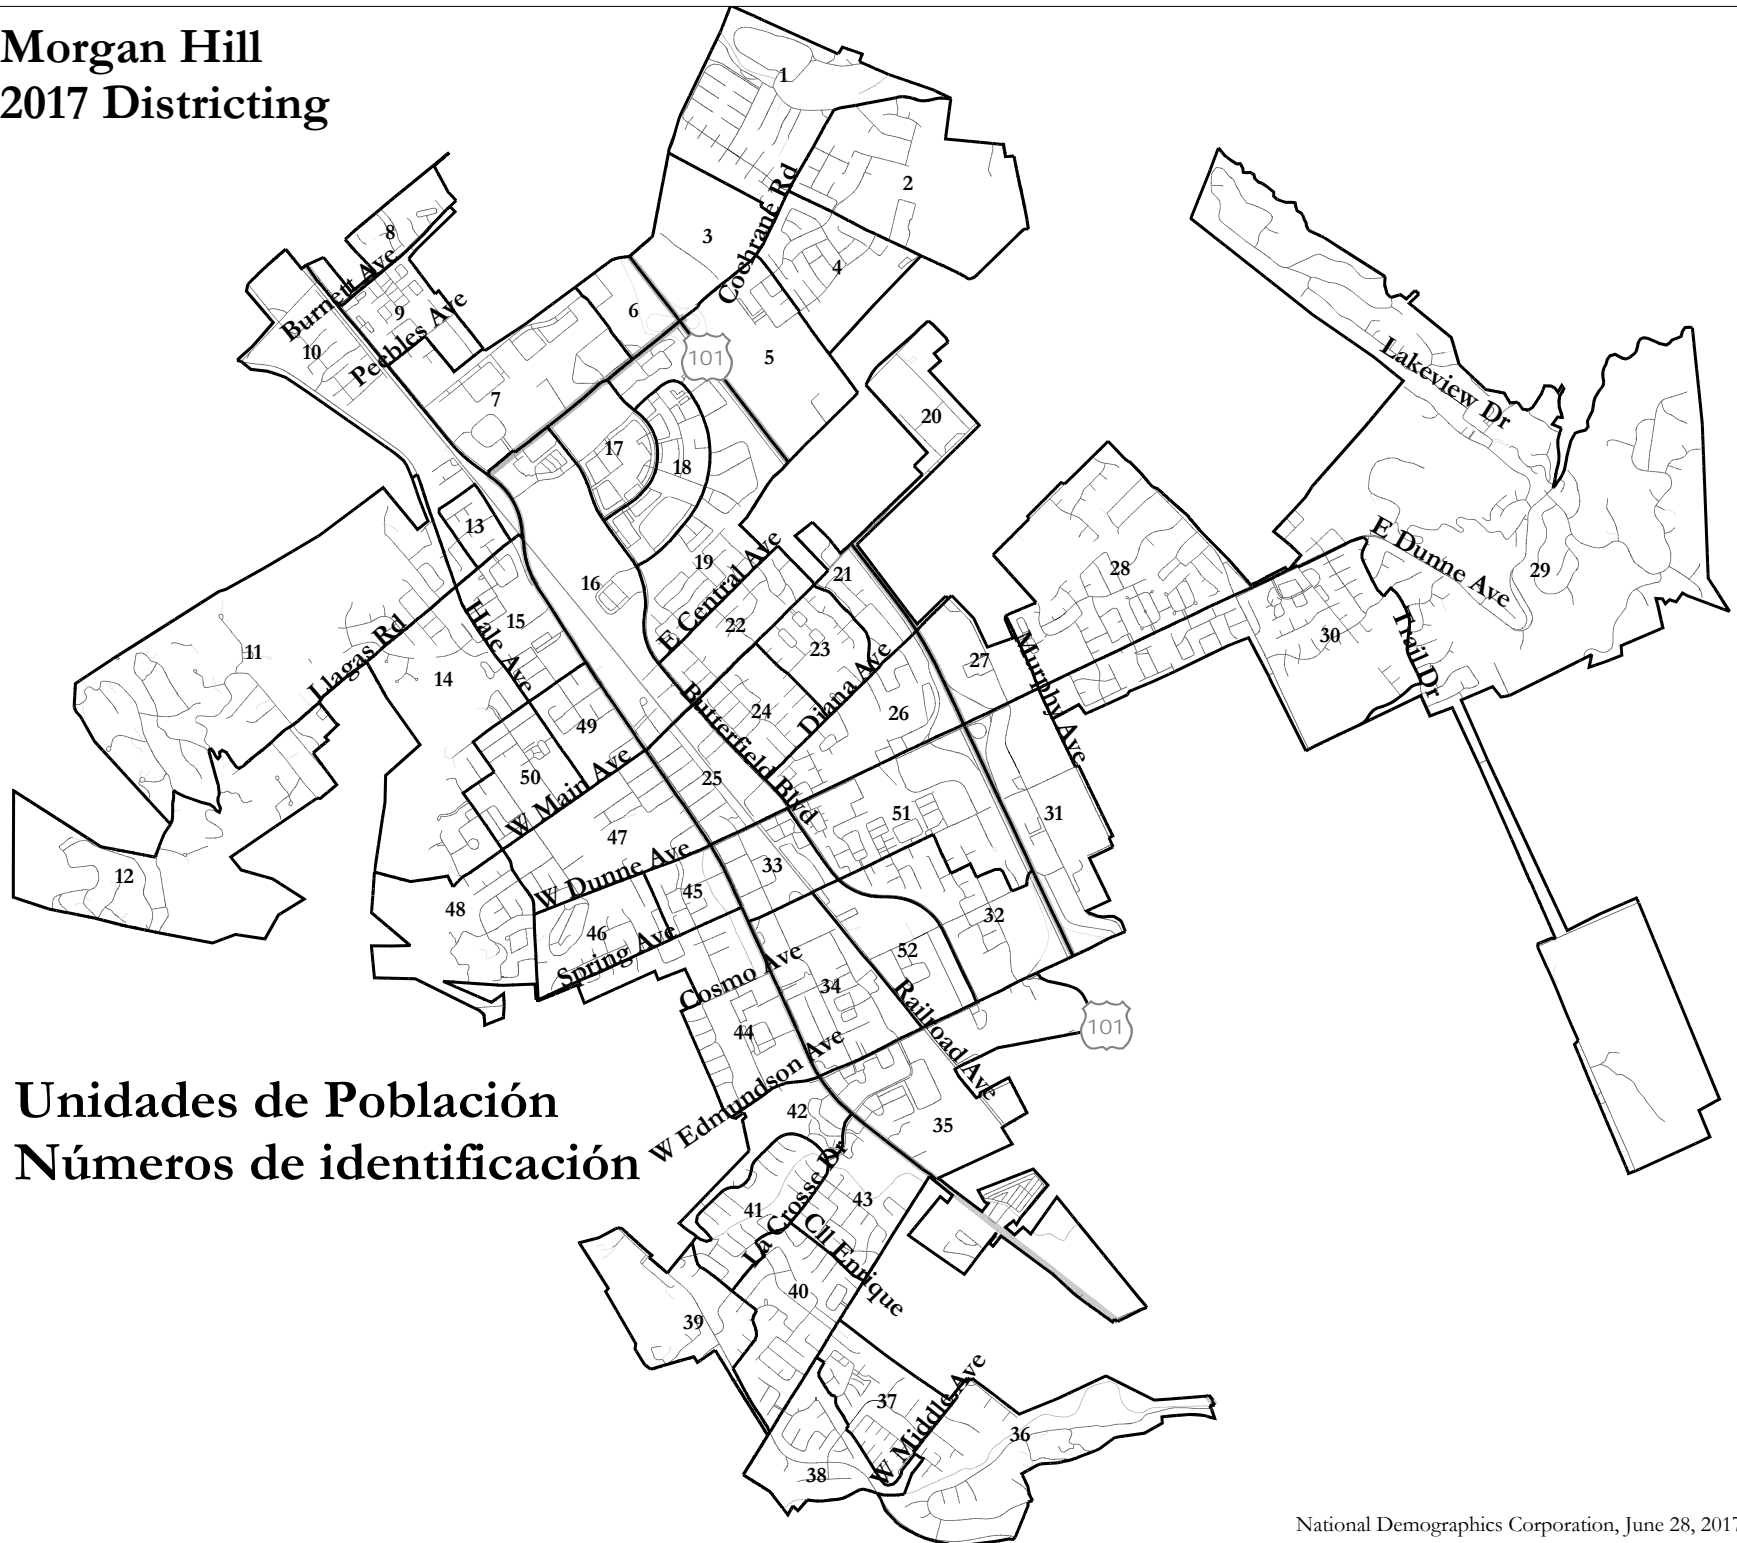 Morgan Hill
2017 Districting
1
2
3
Cochrane Rd
4
8
Burnett Ave
9
Peebles Ave
10
6
101
5
7
Lakeview Dr
20
17
18
13
19
E Central Ave
16
21
28
E Dunne Ave
29
11
Llagas Rd
Hale Ave
15
22
23
Diana Ave
27
Murphy Ave
30
Trail Dr
14
49
Butterfield Blvd
24
26
50
W Main Ave
25
47
51
31
12
W Dunne Ave
33
45
48
46
Spring Ave
32
52
Cosmo Ave
34
Railroad Ave
44
101
W Edmundson Ave
Unidades de Población
Números de identificación
42
35
41
La Crosse Dr
43
Cll Enrique
40
39
37
W Middle Ave
36
38
National Demographics Corporation, June 28, 2017